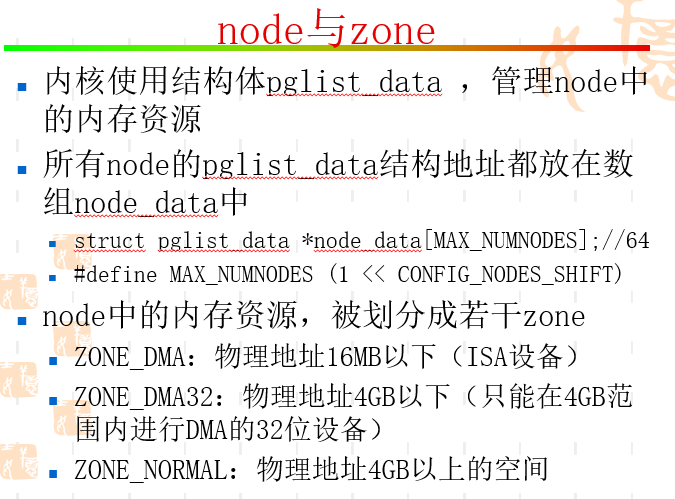 node与zone
内核使用结构体pglist_data ，管理node中
的内存资源
所有node的pglist_data结构地址都放在数
组node_data中
struct pglist_data *node_data[MAX_NUMNODES];//64
#define MAX_NUMNODES (1 << CONFIG_NODES_SHIFT)
node中的内存资源，被划分成若干zone
ZONE_DMA：物理地址16MB以下（ISA设备）
ZONE_DMA32：物理地址4GB以下（只能在4GB范
围内进行DMA的32位设备）
ZONE_NORMAL：物理地址4GB以上的空间